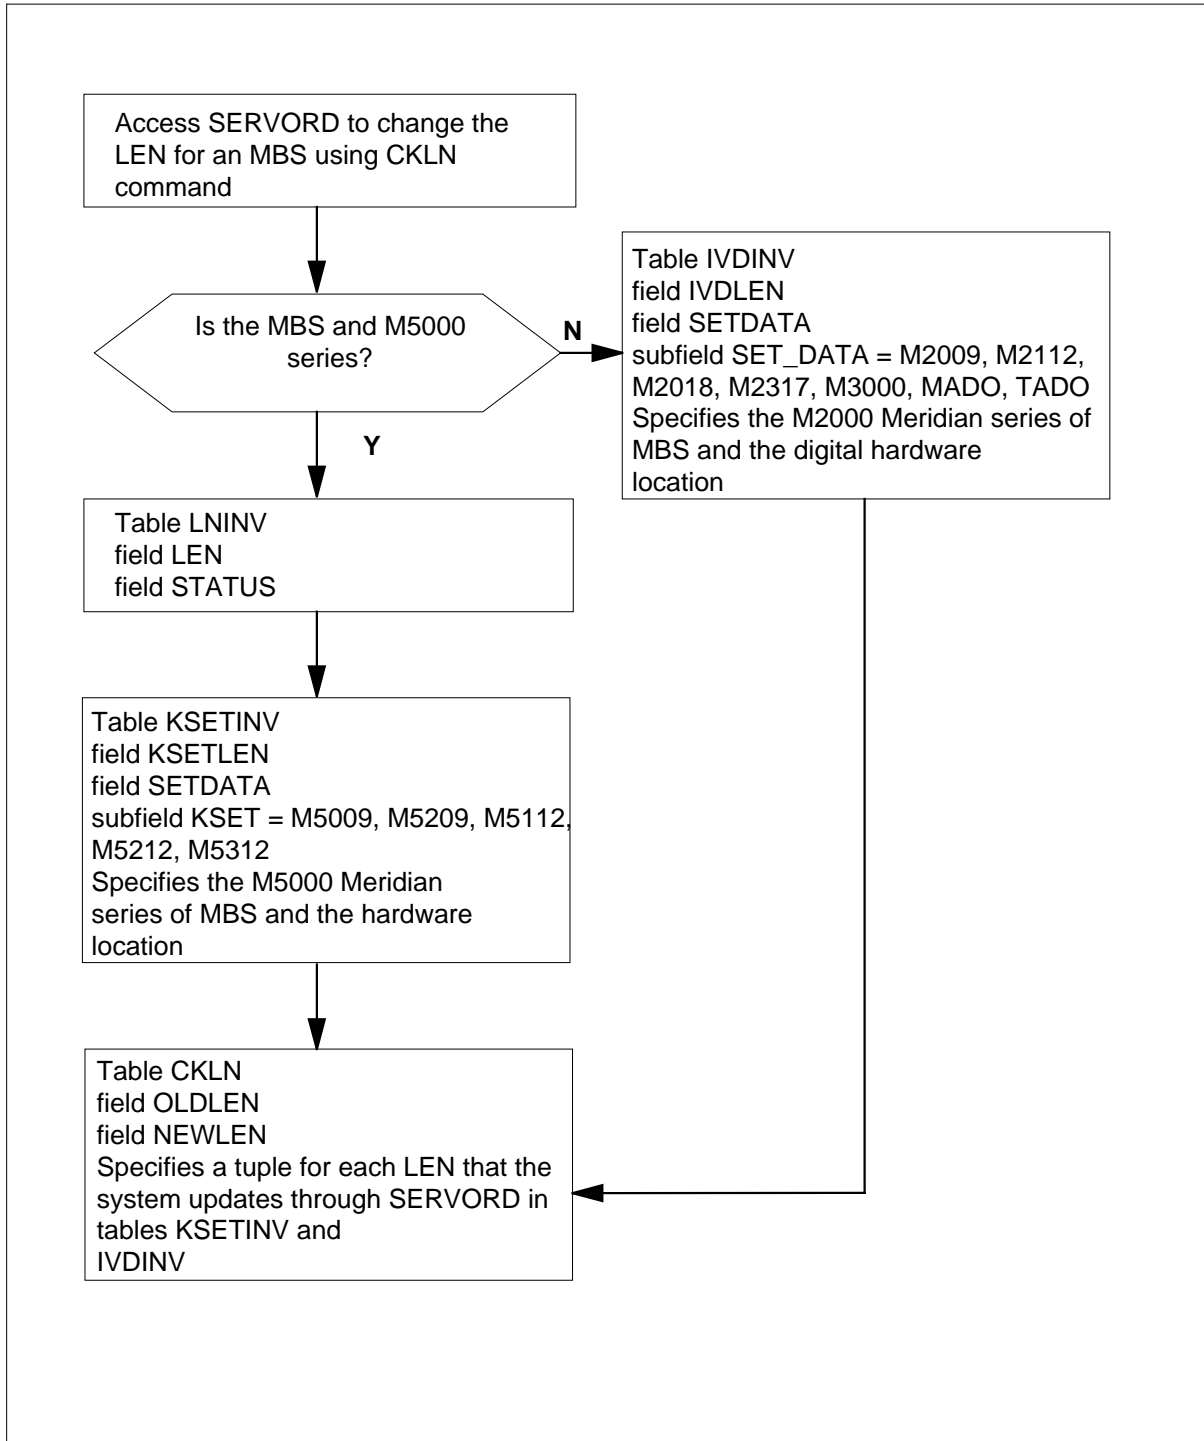 Access SERVORD to change the
LEN for an MBS using CKLN
command
Is the MBS and M5000
series?
N
Y
Table IVDINV
field IVDLEN
field SETDATA
subfield SET_DATA = M2009, M2112,
M2018, M2317, M3000, MADO, TADO
Specifies the M2000 Meridian series of
MBS and the digital hardware
location
Table LNINV
field LEN
field STATUS
Table KSETINV
field KSETLEN
field SETDATA
subfield KSET = M5009, M5209, M5112,
M5212, M5312
Specifies the M5000 Meridian
series of MBS and the hardware
location
Table CKLN
field OLDLEN
field NEWLEN
Specifies a tuple for each LEN that the
system updates through SERVORD in
tables KSETINV and
IVDINV